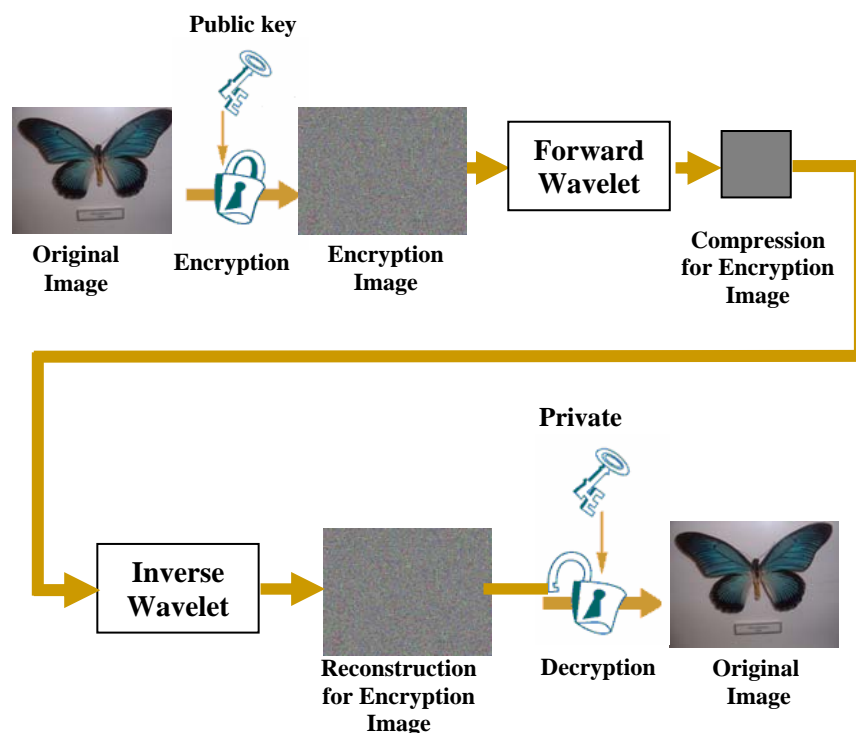 Public key
Forward
Wavelet
Original
Image
Encryption
Encryption
Image
Compression
for Encryption
Image
Private
Inverse
Wavelet
Reconstruction
for Encryption
Image
Decryption
Original
Image